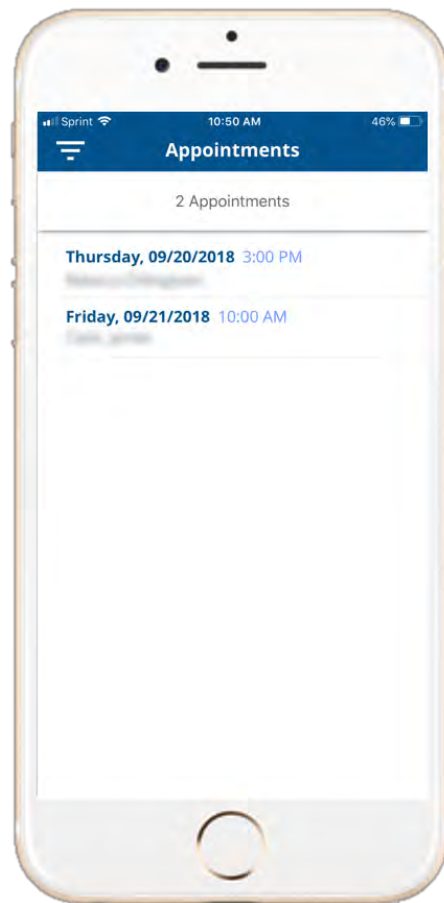 Sprint 10:50 AM 46%
Appointments
2 Appointments
Thursday, 09/20/2018 3:00 PM
Friday, 09/21/2018 10:00 AM